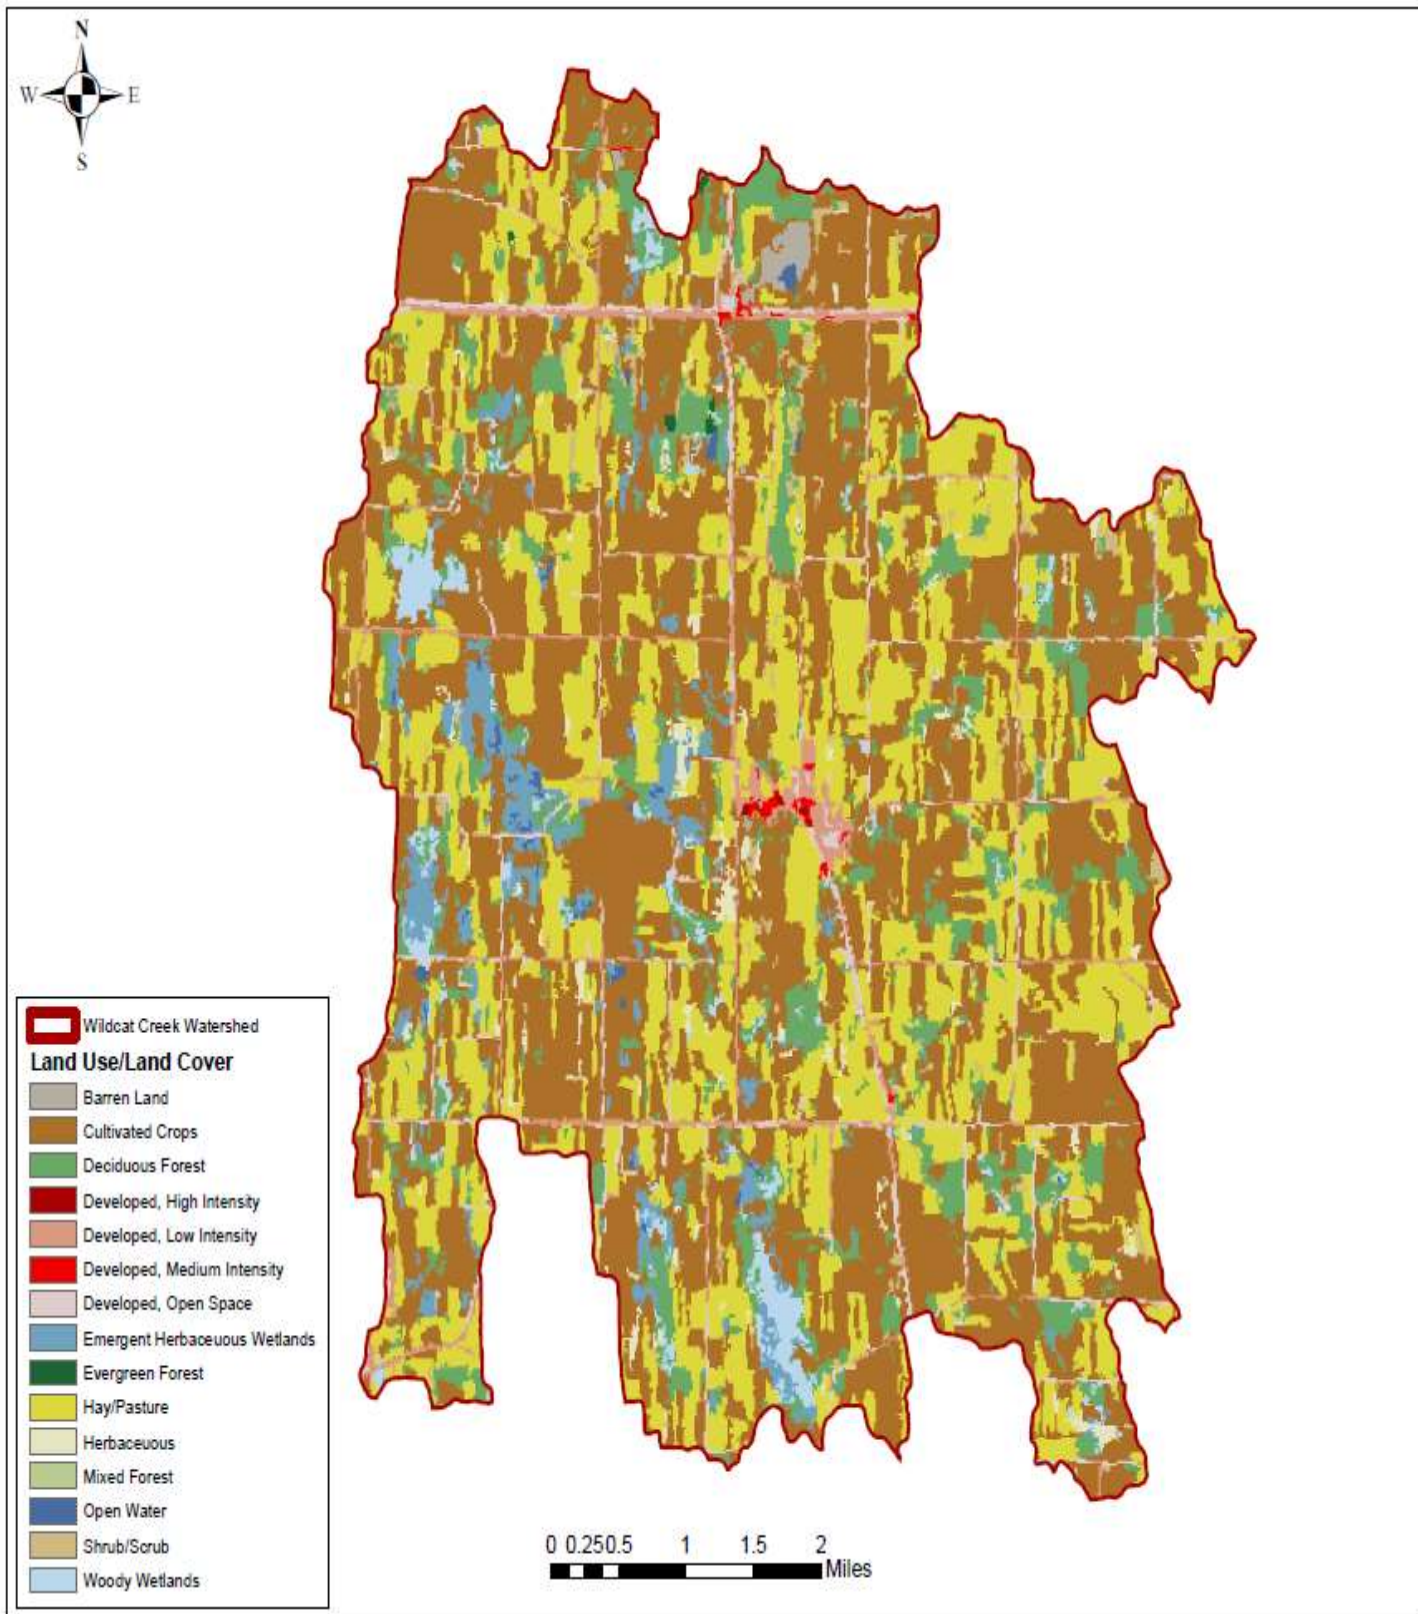 N
W E
S
Wildcat Creek Watershed
Land Use/Land Cover
Barren Land
Cultivated Crops
Deciduous Forest
Developed, High Intensity
Developed, Low Intensity
Developed, Medium Intensity
Developed, Open Space
Emergent Herbaceuous Wetlands
Evergreen Forest
Hay/Pasture
Herbaceuous
Mixed Forest
Open Water
Shrub/Scrub
Woody Wetlands
0 0.250.5 1 1.5 2
Miles